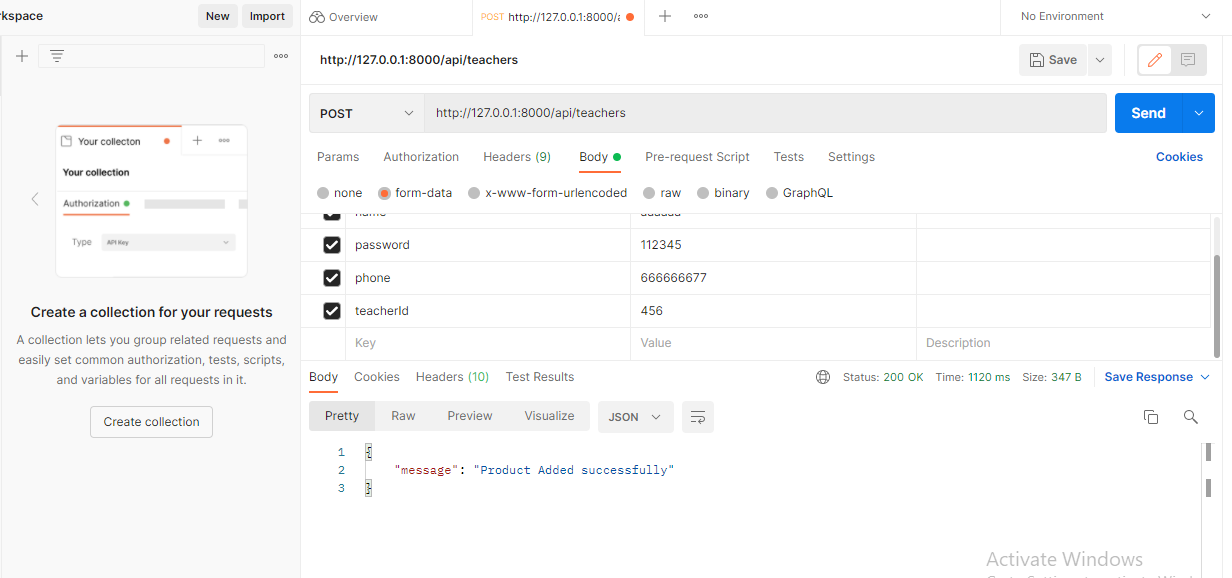 kspace
New
Import
Overview
POST http://127.0.0.1:8000/a
No Environment
http://127.0.0.1:8000/api/teachers
Save
POST
http://127.0.0.1:8000/api/teachers
Send
Params
Authorization
Headers (9)
Body
Pre-request Script
Tests
Settings
Cookies
none
form-data
x-www-form-urlencoded
raw
binary
GraphQL
name
password
112345
phone
666666677
teacherId
456
Key
Value
Description
Your collecton
Your collection
Authorization
Type
API Key
Create a collection for your requests
A collection lets you group related requests and
easily set common authorization, tests, scripts,
and variables for all requests in it.
Create collection
Body
Cookies
Headers (10)
Test Results
Status: 200 OK
Time: 1120 ms
Size: 347 B
Save Response
Pretty
Raw
Preview
Visualize
JSON
1 {
2 "message": "Product Added successfully"
3 }
Activate Windows